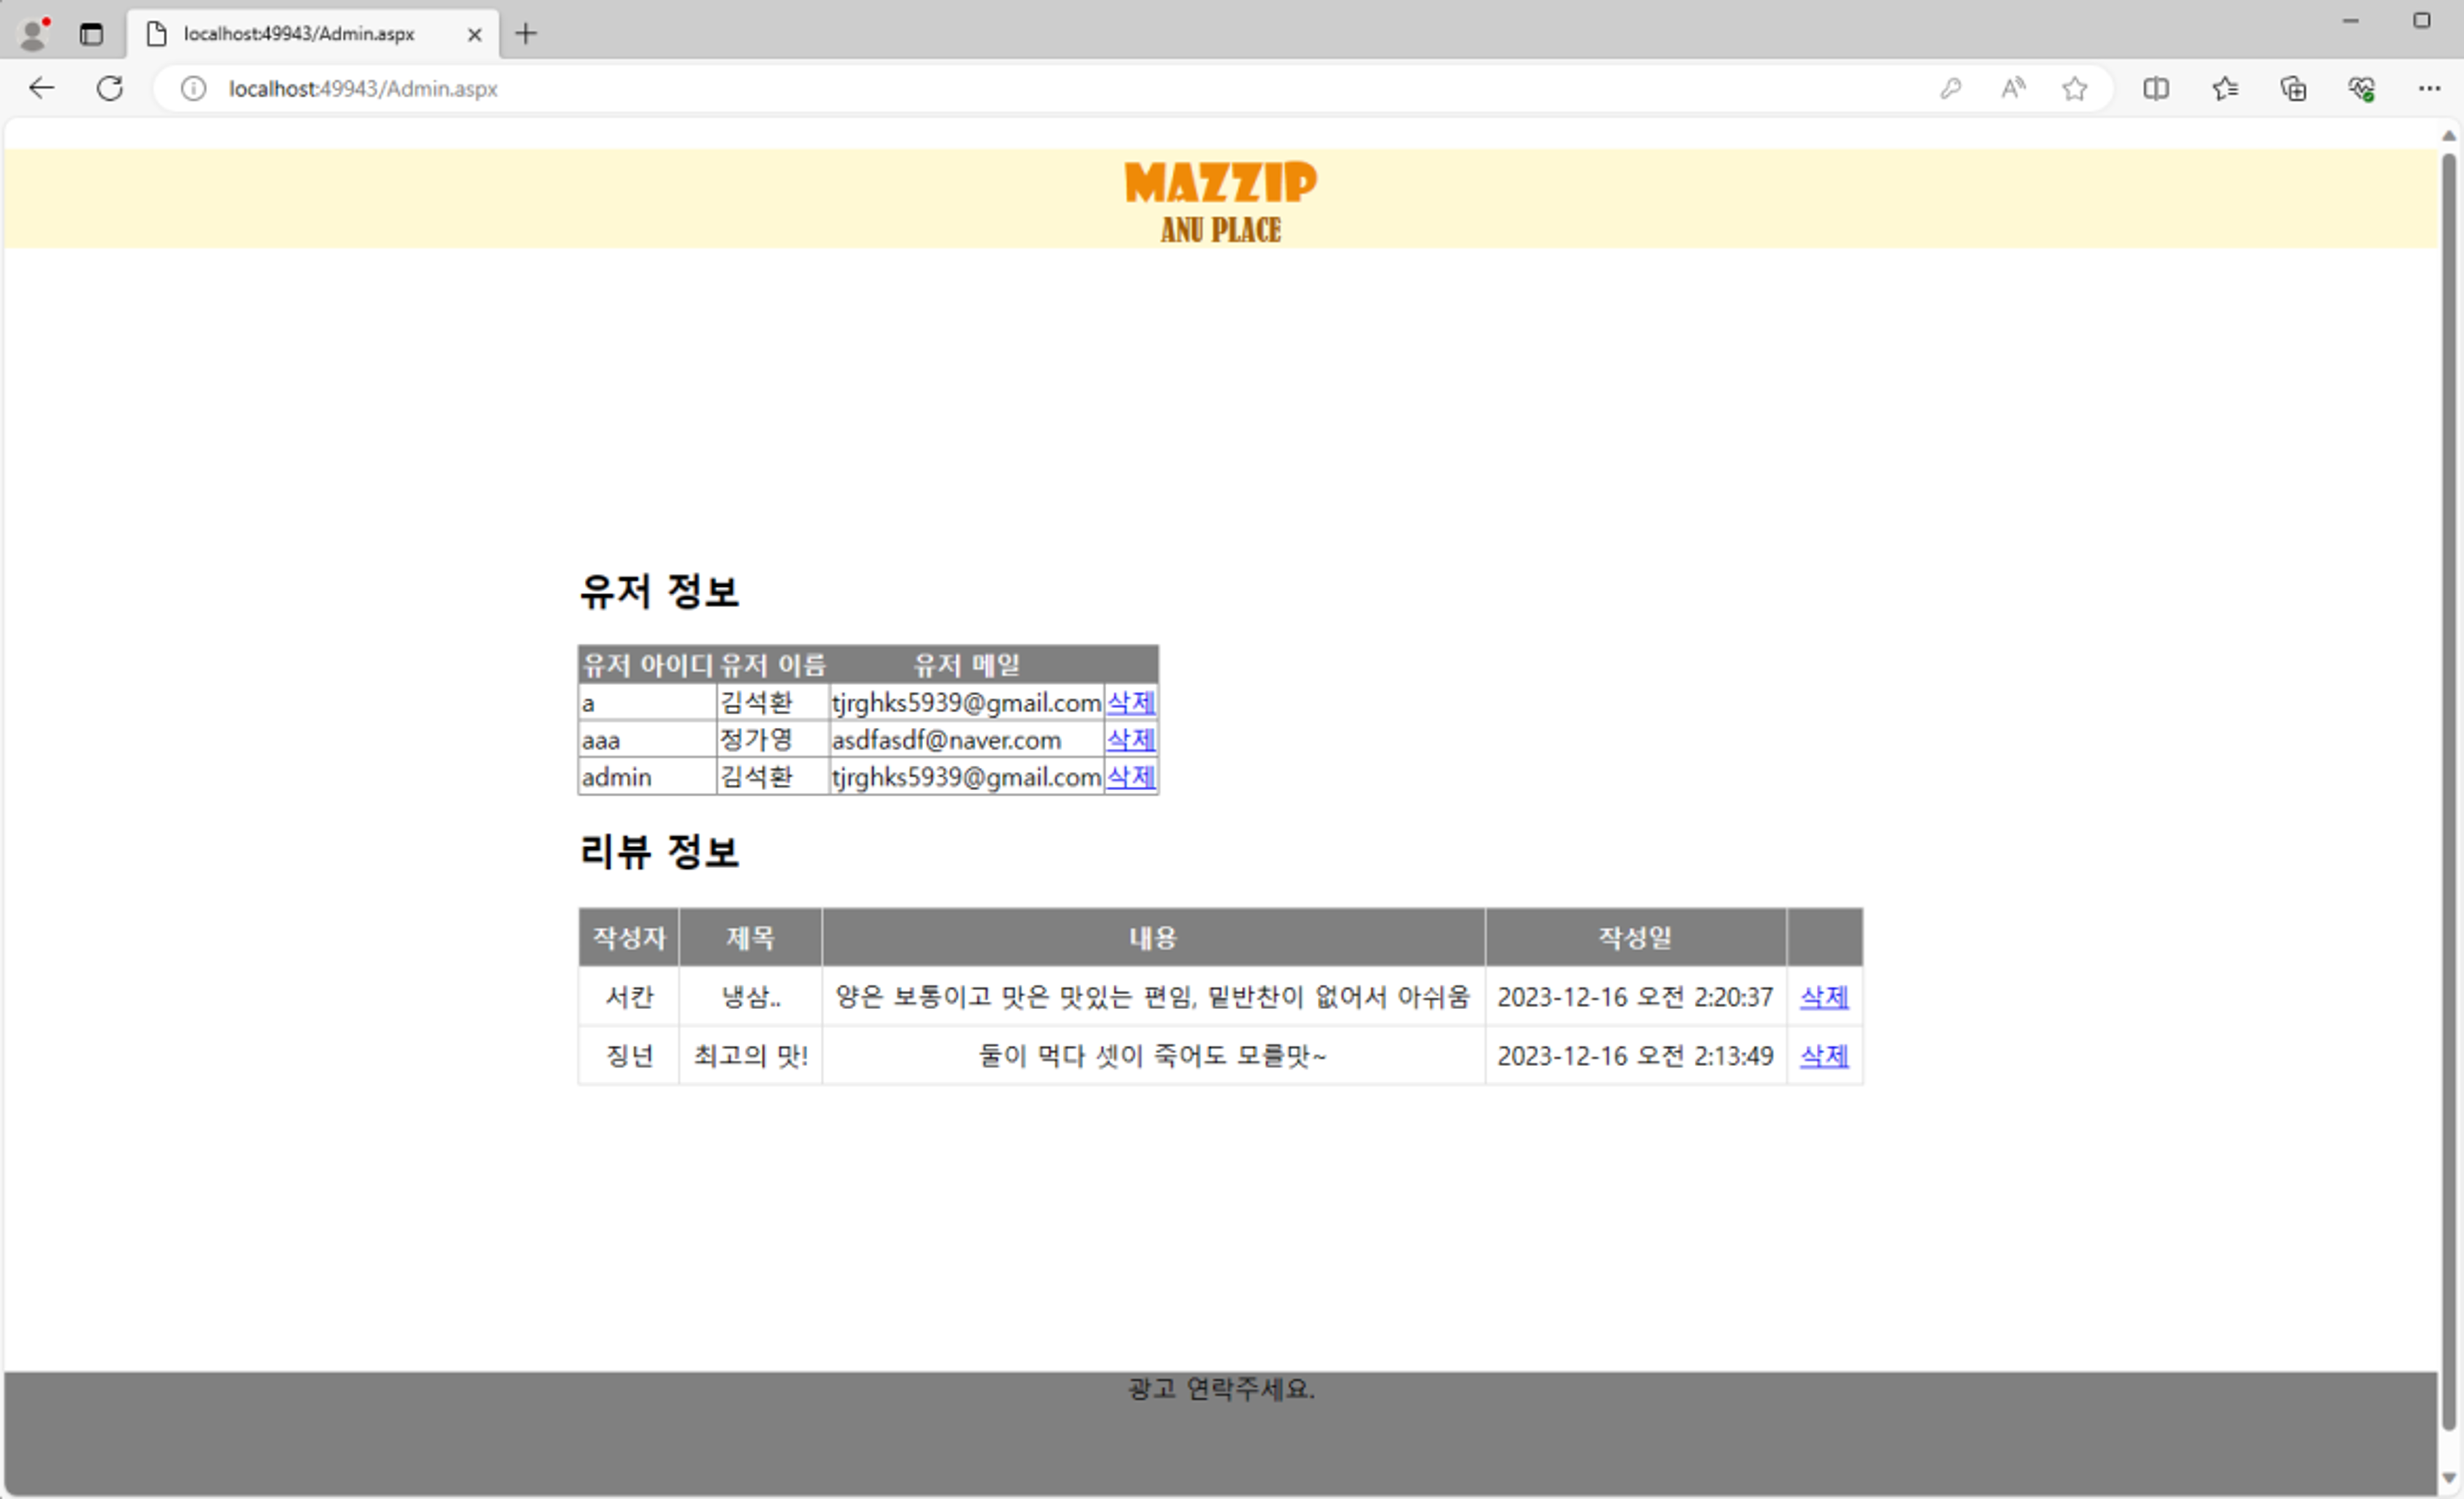 localhost:49943/Admin.aspx
localhost:49943/Admin.aspx
MAZZIP
ANU PLACE
유저 정보
유저 아이디 유저 이름 유저 메일
a 김석환 tjrghks5939@gmail.com 삭제
aaa 정가영 asdfasdf@naver.com 삭제
admin 김석환 tjrghks5939@gmail.com 삭제
리뷰 정보
작성자 제목 내용 작성일
서칸 냉삼.. 양은 보통이고 맛은 맛있는 편임, 밑반찬이 없어서 아쉬움 2023-12-16 오전 2:20:37 삭제
징넌 최고의 맛! 둘이 먹다 셋이 죽어도 모를맛~ 2023-12-16 오전 2:13:49 삭제
광고 연락주세요.